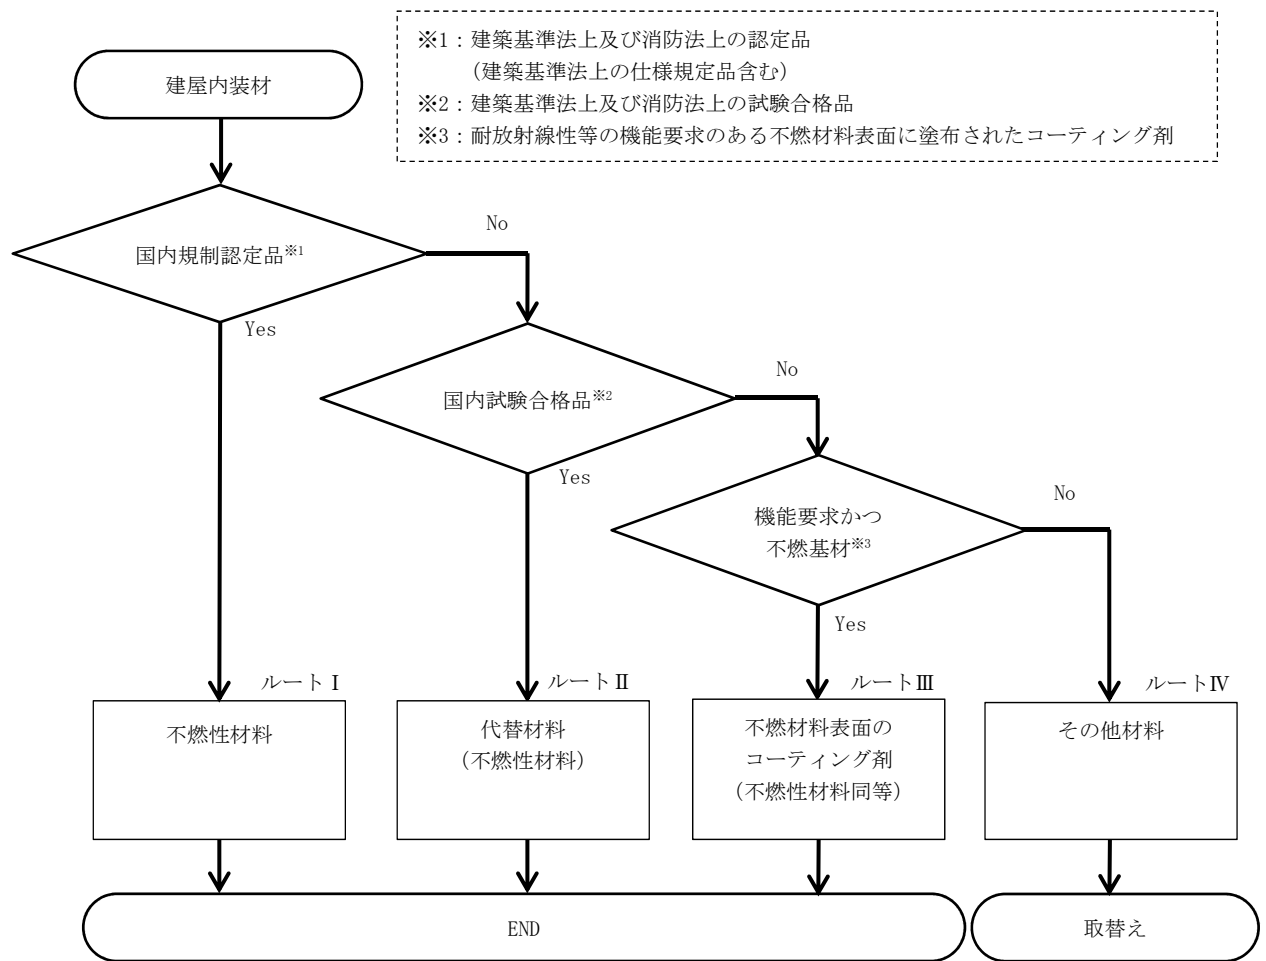 ※1：建築基準法上及び消防法上の認定品
（建築基準法上の仕様規定品含む）
※2：建築基準法上及び消防法上の試験合格品
※3：耐放射線性等の機能要求のある不燃材料表面に塗布されたコーティング剤
建屋内装材
国内規制認定品※1
No
Yes
国内試験合格品※2
No
Yes
機能要求かつ
不燃基材※3
No
Yes
ルートⅠ
不燃性材料
ルートⅡ
代替材料
（不燃性材料）
ルートⅢ
不燃材料表面の
コーティング剤
（不燃性材料同等）
ルートⅣ
その他材料
END
取替え